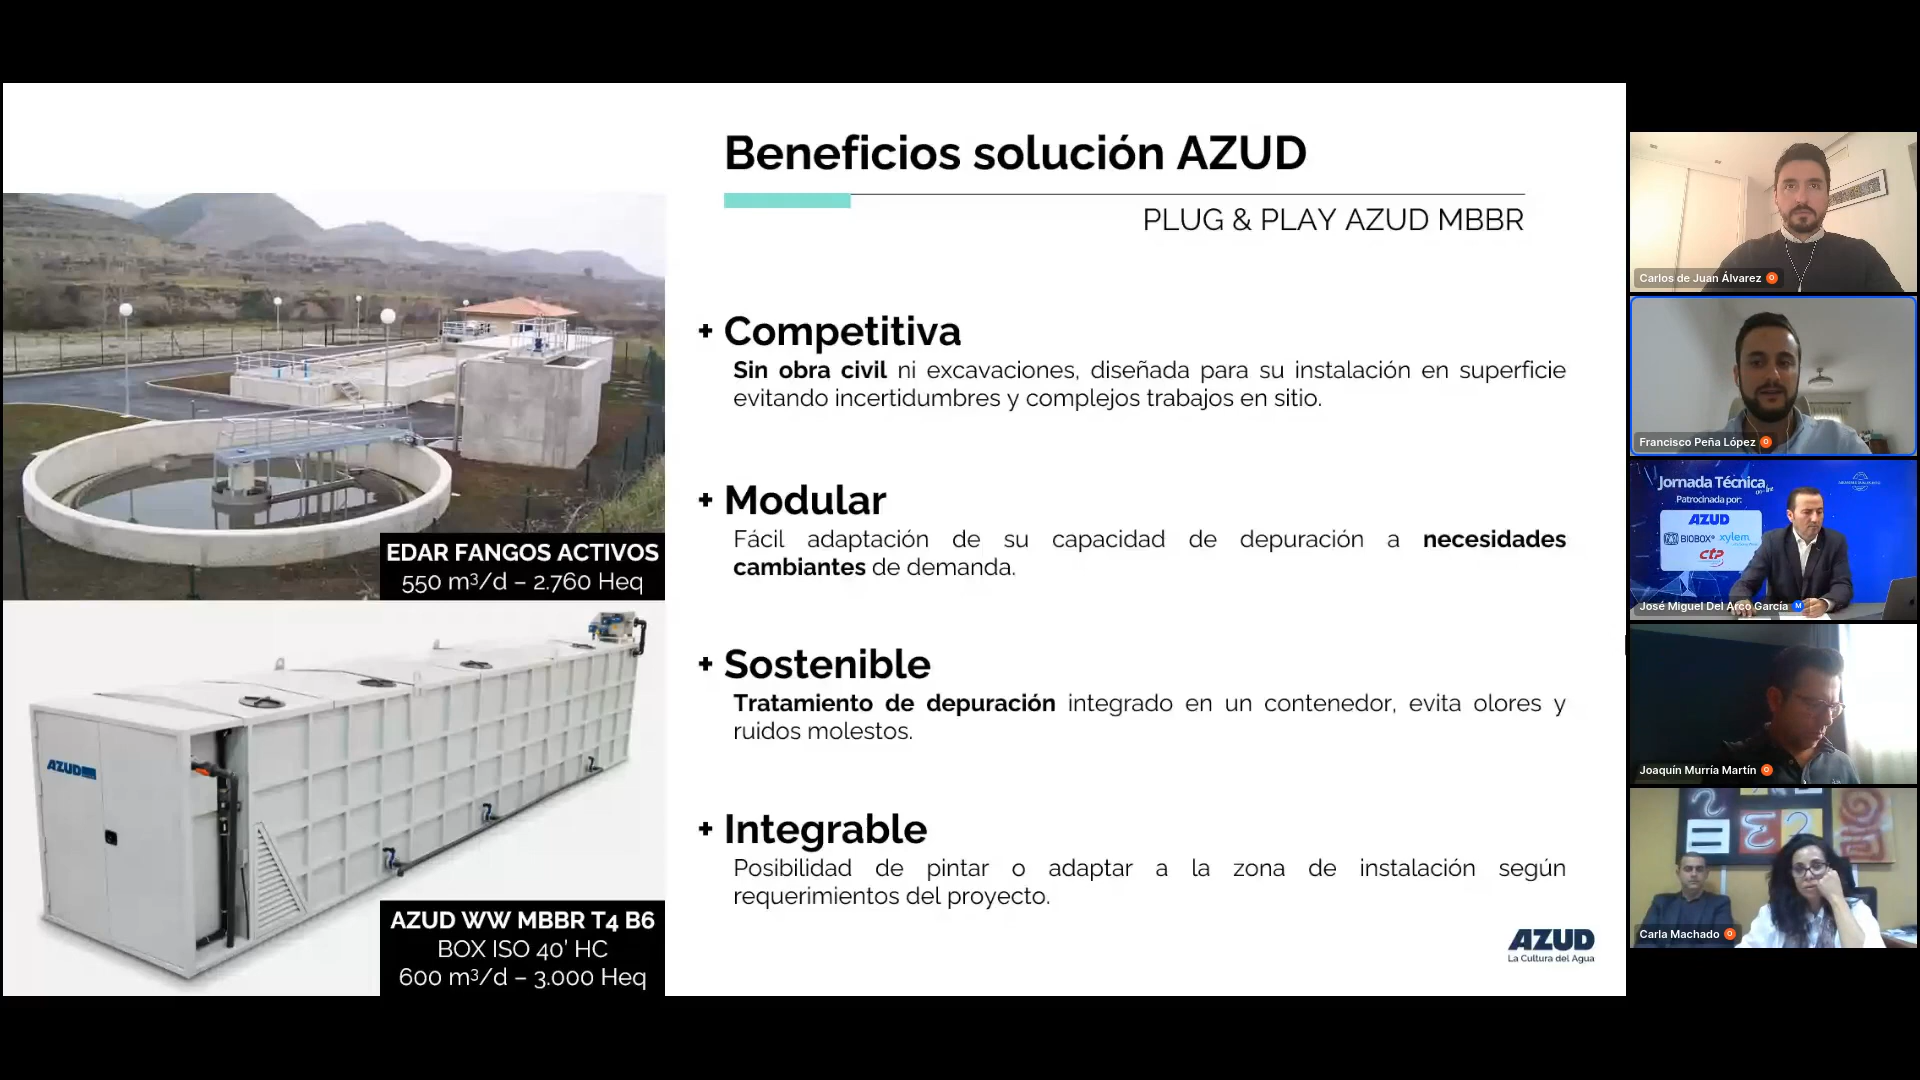 Beneficios solución AZUD
PLUG & PLAY AZUD MBBR
+ Competitiva
Sin obra civil ni excavaciones, diseñada para su instalación en superficie
evitando incertidumbres y complejos trabajos en sitio.
+ Modular
Fácil adaptación de su capacidad de depuración a necesidades
cambiantes de demanda.
+ Sostenible
Tratamiento de depuración integrado en un contenedor, evita olores y
ruidos molestos.
+ Integrable
Posibilidad de pintar o adaptar a la zona de instalación según
requerimientos del proyecto.
AZUD
La Cultura del Agua
EDAR FANGOS ACTIVOS
550 m³/d – 2.760 Heq
AZUD
AZUD WW MBBR T4 B6
BOX ISO 40' HC
600 m³/d – 3.000 Heq
Carlos de Juan Álvarez O
Francisco Peña López O
Jornada Técnica
on-line
Patrocinada por:
AZUD
BIOBOX® xylem
ctp
José Miguel Del Arco García M
Joaquín Murría Martín O
Carla Machado O